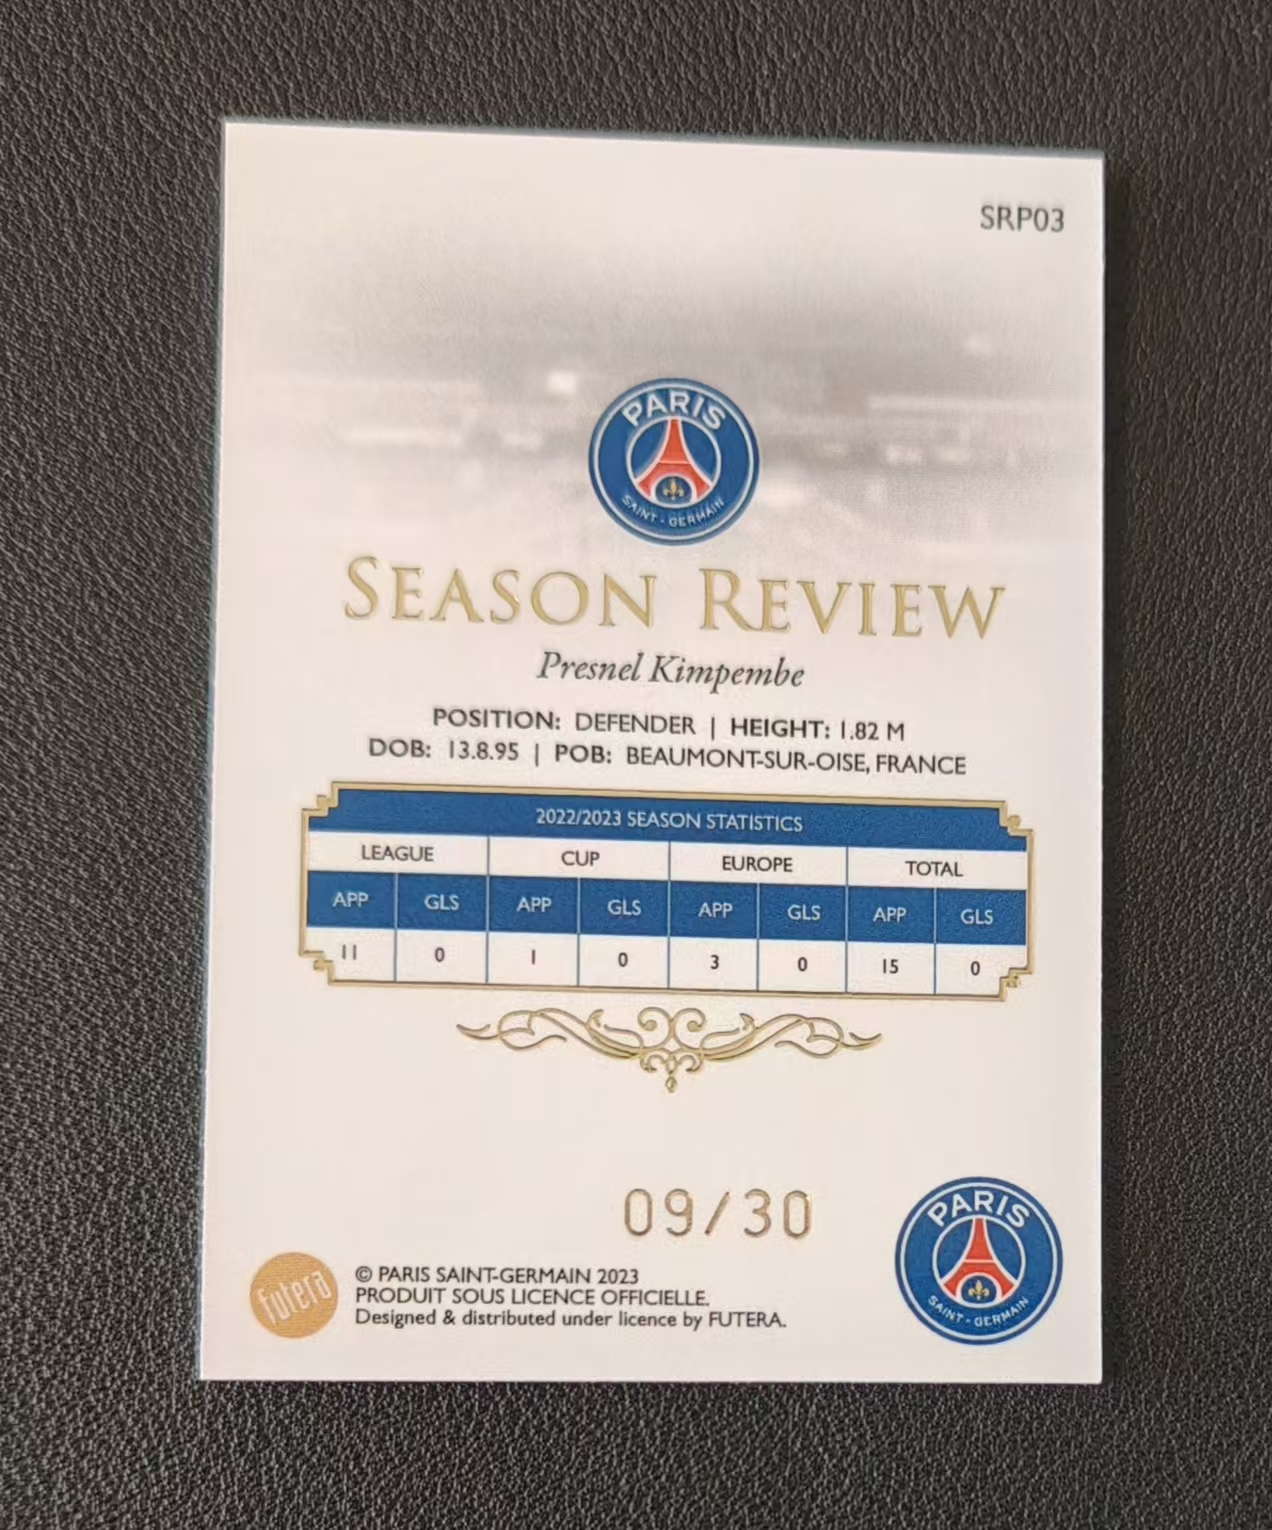 SRP03
PARIS
SAINT-GERMAIN
SEASON REVIEW
Presnel Kimpembe
POSITION: DEFENDER | HEIGHT: 1.82 M
DOB: 13.8.95 | POB: BEAUMONT-SUR-OISE, FRANCE
2022/2023 SEASON STATISTICS
LEAGUE CUP EUROPE TOTAL
APP GLS APP GLS APP GLS APP GLS
11 0 1 0 3 0 15 0
09/30
PARIS
SAINT-GERMAIN
futera
© PARIS SAINT-GERMAIN 2023
PRODUIT SOUS LICENCE OFFICIELLE.
Designed & distributed under licence by FUTERA.